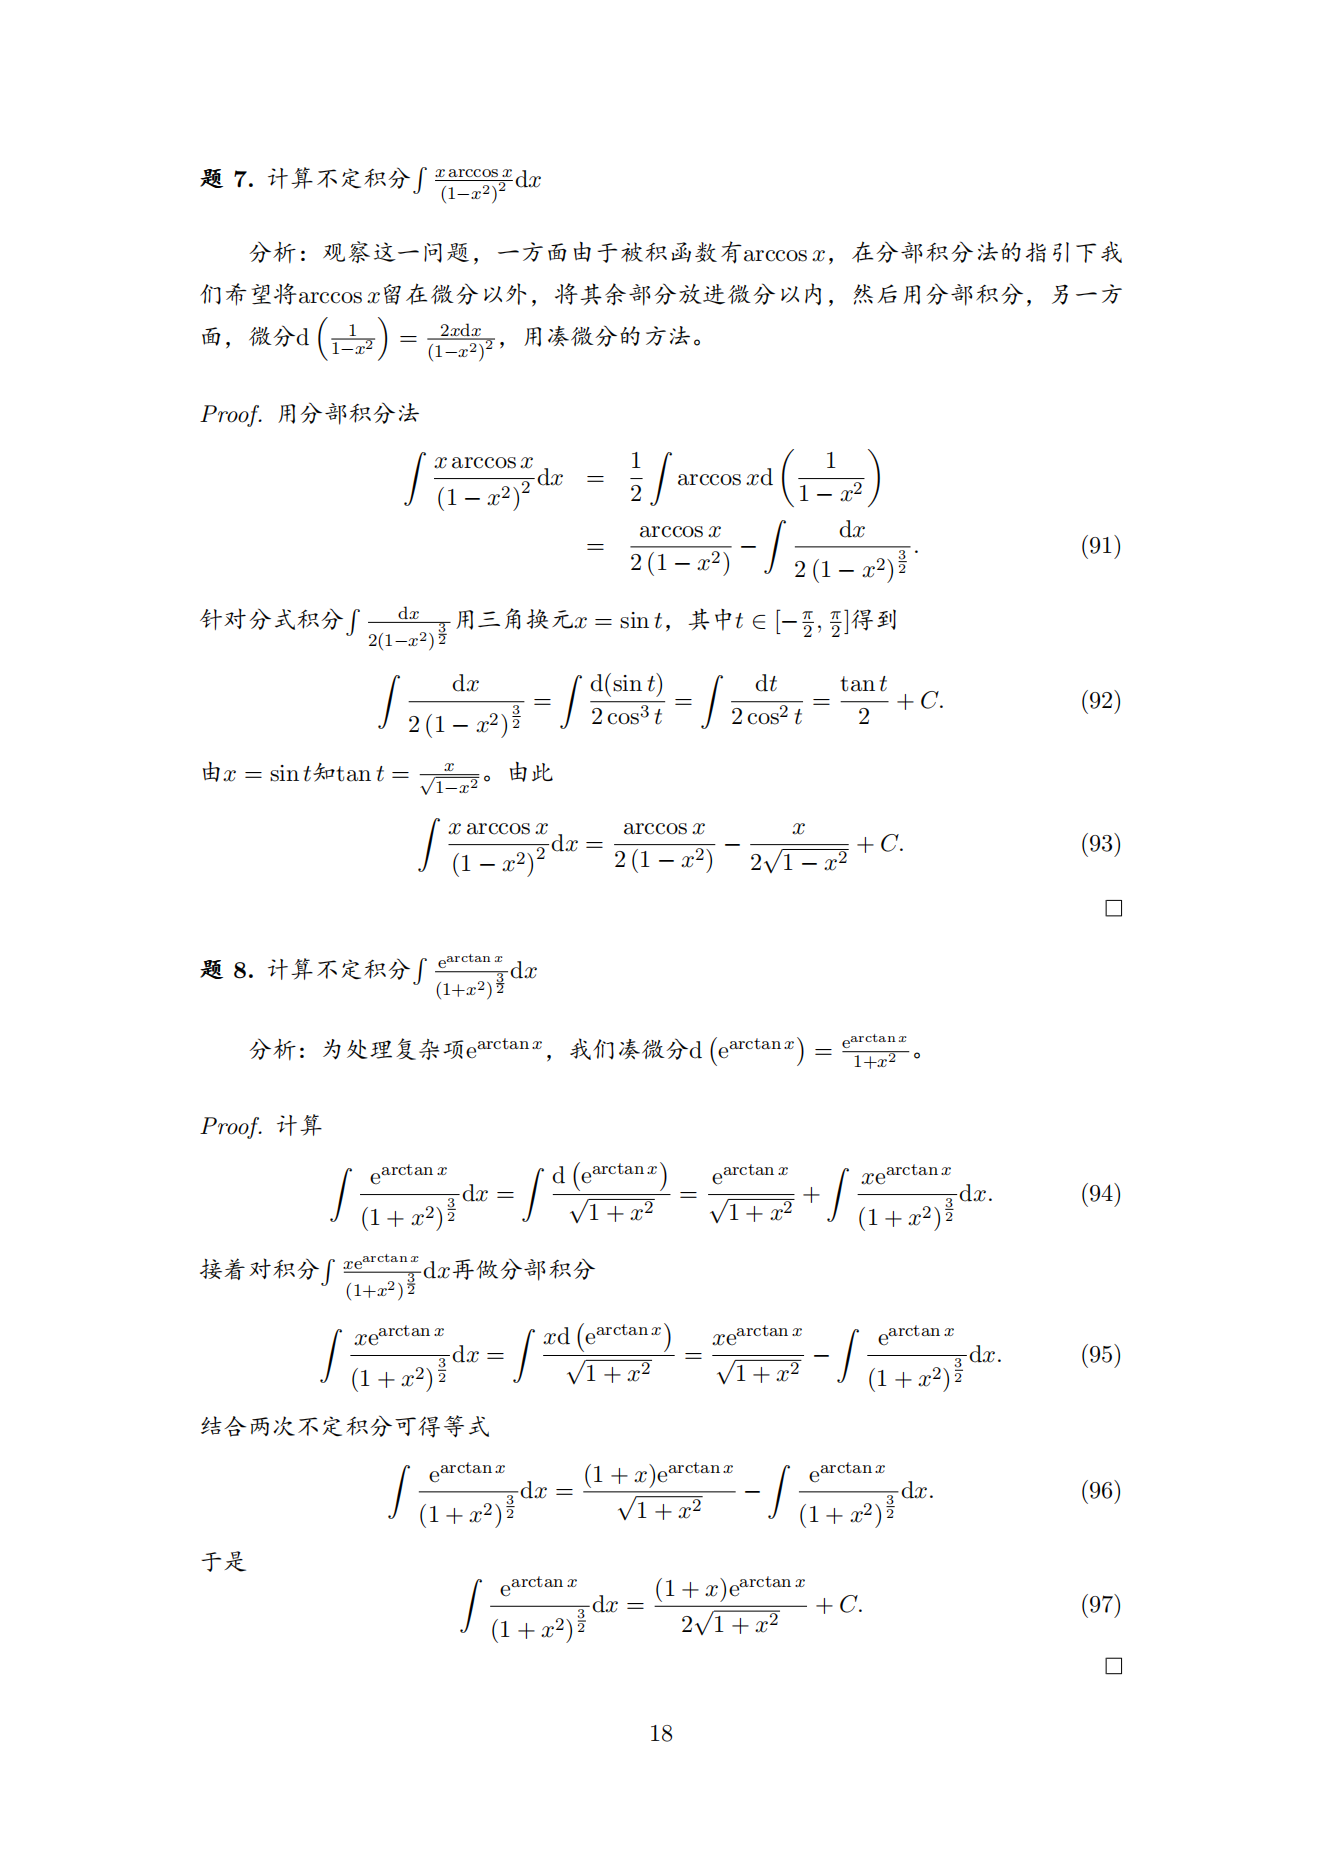 题 7. 计算不定积分$\int \frac{x \arccos x}{(1-x^2)^2} \mathrm{d}x$
分析：观察这一问题，一方面由于被积函数有$\arccos x$，在分部积分法的指引下我
们希望将$\arccos x$留在微分以外，将其余部分放进微分以内，然后用分部积分，另一方
面，微分$\mathrm{d}\left(\frac{1}{1-x^2}\right) = \frac{2x\mathrm{d}x}{(1-x^2)^2}$，用凑微分的方法。
Proof. 用分部积分法
$\int \frac{x \arccos x}{(1-x^2)^2} \mathrm{d}x = \frac{1}{2} \int \arccos x \mathrm{d}\left(\frac{1}{1-x^2}\right)$
$= \frac{\arccos x}{2(1-x^2)} - \int \frac{\mathrm{d}x}{2(1-x^2)^{\frac{3}{2}}}.$ (91)
针对分式积分$\int \frac{\mathrm{d}x}{2(1-x^2)^{\frac{3}{2}}}$用三角换元$x = \sin t$，其中$t \in [-\frac{\pi}{2}, \frac{\pi}{2}]$得到
$\int \frac{\mathrm{d}x}{2(1-x^2)^{\frac{3}{2}}} = \int \frac{\mathrm{d}(\sin t)}{2\cos^3 t} = \int \frac{\mathrm{d}t}{2\cos^2 t} = \frac{\tan t}{2} + C.$ (92)
由$x = \sin t$知$\tan t = \frac{x}{\sqrt{1-x^2}}$。由此
$\int \frac{x \arccos x}{(1-x^2)^2} \mathrm{d}x = \frac{\arccos x}{2(1-x^2)} - \frac{x}{2\sqrt{1-x^2}} + C.$ (93)
□
题 8. 计算不定积分$\int \frac{\mathrm{e}^{\arctan x}}{(1+x^2)^{\frac{3}{2}}} \mathrm{d}x$
分析：为处理复杂项$\mathrm{e}^{\arctan x}$，我们凑微分$\mathrm{d}\left(\mathrm{e}^{\arctan x}\right) = \frac{\mathrm{e}^{\arctan x}}{1+x^2}$。
Proof. 计算
$\int \frac{\mathrm{e}^{\arctan x}}{(1+x^2)^{\frac{3}{2}}} \mathrm{d}x = \int \frac{\mathrm{d}\left(\mathrm{e}^{\arctan x}\right)}{\sqrt{1+x^2}} = \frac{\mathrm{e}^{\arctan x}}{\sqrt{1+x^2}} + \int \frac{x\mathrm{e}^{\arctan x}}{(1+x^2)^{\frac{3}{2}}} \mathrm{d}x.$ (94)
接着对积分$\int \frac{x\mathrm{e}^{\arctan x}}{(1+x^2)^{\frac{3}{2}}} \mathrm{d}x$再做分部积分
$\int \frac{x\mathrm{e}^{\arctan x}}{(1+x^2)^{\frac{3}{2}}} \mathrm{d}x = \int \frac{x\mathrm{d}\left(\mathrm{e}^{\arctan x}\right)}{\sqrt{1+x^2}} = \frac{x\mathrm{e}^{\arctan x}}{\sqrt{1+x^2}} - \int \frac{\mathrm{e}^{\arctan x}}{(1+x^2)^{\frac{3}{2}}} \mathrm{d}x.$ (95)
结合两次不定积分可得等式
$\int \frac{\mathrm{e}^{\arctan x}}{(1+x^2)^{\frac{3}{2}}} \mathrm{d}x = \frac{(1+x)\mathrm{e}^{\arctan x}}{\sqrt{1+x^2}} - \int \frac{\mathrm{e}^{\arctan x}}{(1+x^2)^{\frac{3}{2}}} \mathrm{d}x.$ (96)
于是
$\int \frac{\mathrm{e}^{\arctan x}}{(1+x^2)^{\frac{3}{2}}} \mathrm{d}x = \frac{(1+x)\mathrm{e}^{\arctan x}}{2\sqrt{1+x^2}} + C.$ (97)
□
18